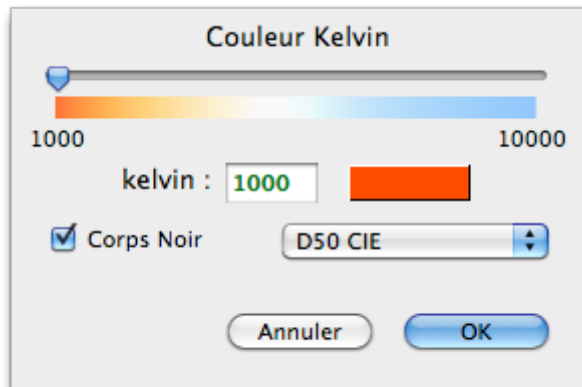 Couleur Kelvin
1000 10000
kelvin : 1000
Corps Noir D50 CIE
Annuler OK